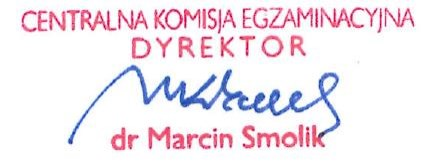 CENTRALNA KOMISJA EGZAMINACYJNA
DYREKTOR
dr Marcin Smolik